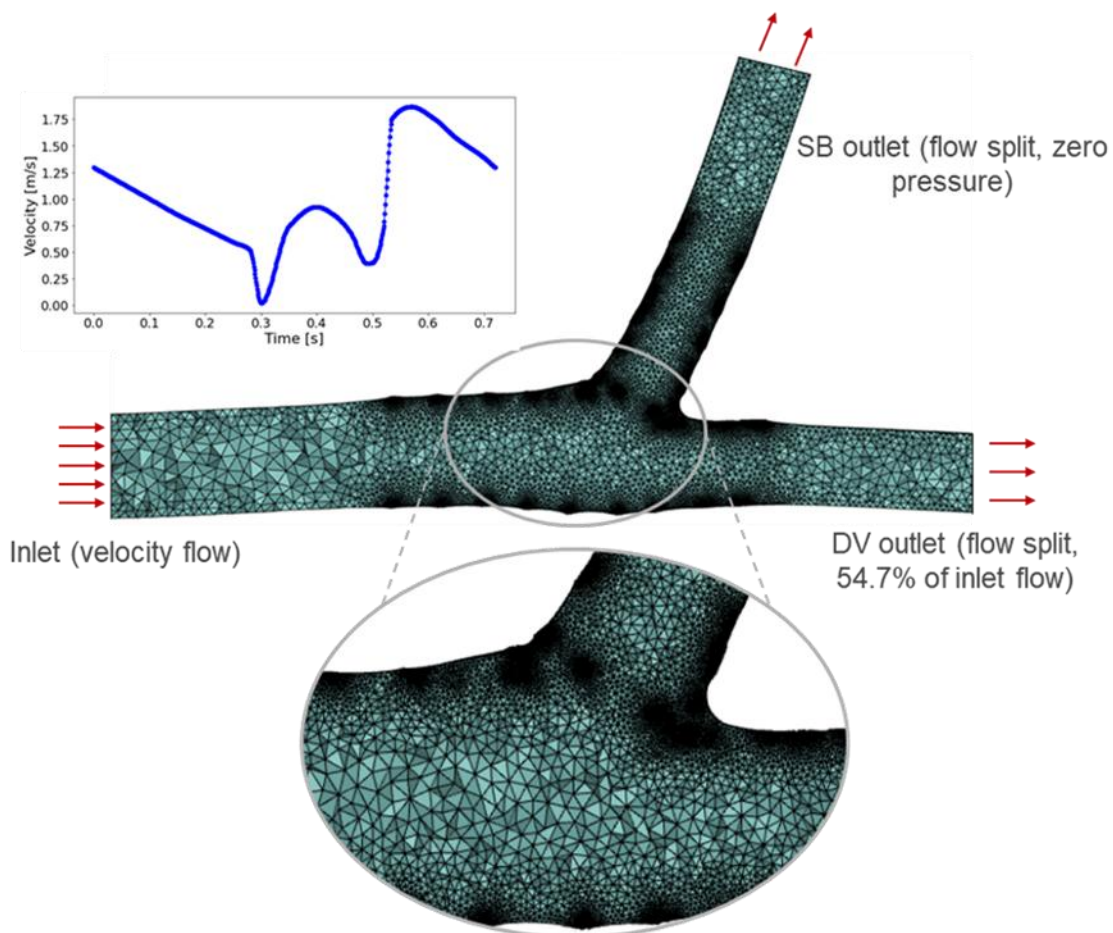 SB outlet (flow split, zero
pressure)
1.75
1.50
1.25
1.00
0.75
0.50
0.25
0.00
Velocity [m/s]
0.0 0.1 0.2 0.3 0.4 0.5 0.6 0.7
Time [s]
Inlet (velocity flow)
DV outlet (flow split,
54.7% of inlet flow)